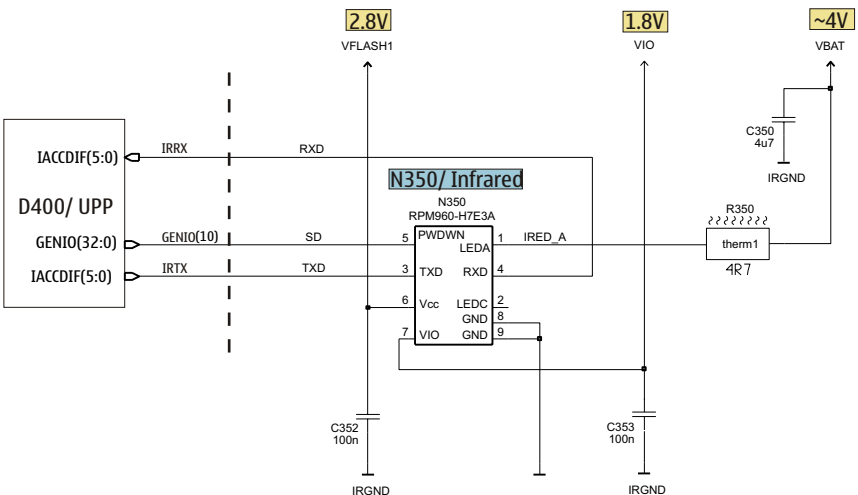 2.8V
1.8V
~4V
VFLASH1
VIO
VBAT
C350
4u7
IRGND
IACCDIF(5:0)
IRRX
RXD
D400/ UPP
N350/ Infrared
N350
RPM960-H7E3A
R350
therm1
4R7
GENIO(32:0)
GENIO(10)
SD
5
PWDWN
LEDA
1
IRED_A
IACCDIF(5:0)
IRTX
TXD
3
TXD
RXD
4
6
Vcc
LEDC
2
GND
8
7
VIO
GND
9
C352
100n
C353
100n
IRGND
IRGND